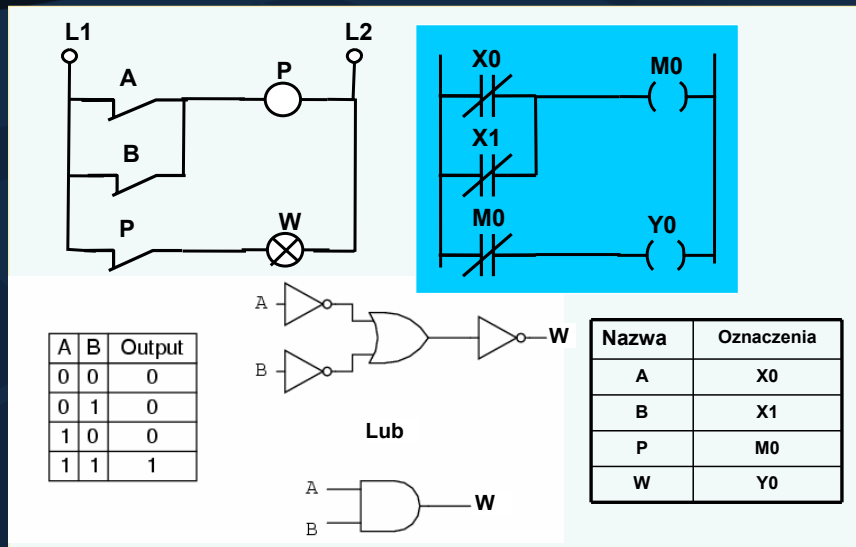 L1 L2
A P
B
P W
X0 M0
X1
M0 Y0
A B Output
0 0 0
0 1 0
1 0 0
1 1 1
A W
B
Lub
A W
B
Nazwa Oznaczenia
A X0
B X1
P M0
W Y0